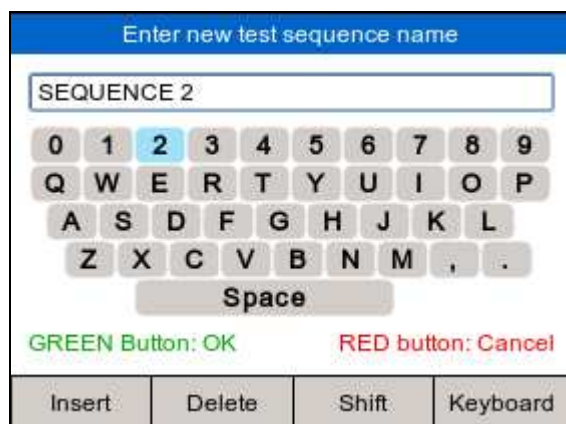 Enter new test sequence name
SEQUENCE 2
0 1 2 3 4 5 6 7 8 9
Q W E R T Y U I O P
A S D F G H J K L
Z X C V B N M , .
Space
GREEN Button: OK RED button: Cancel
Insert Delete Shift Keyboard